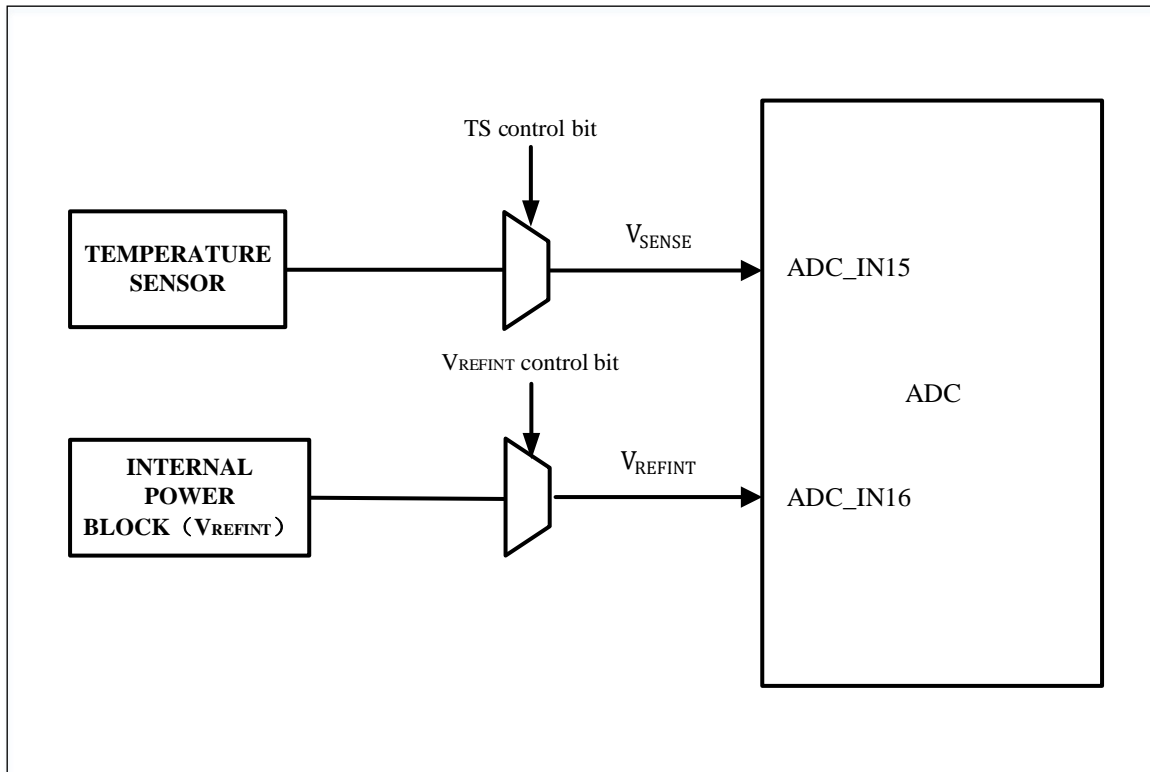 TS control bit
TEMPERATURE
SENSOR
VSENSE
ADC_IN15
VREFINT control bit
ADC
INTERNAL
POWER
BLOCK（VREFINT）
VREFINT
ADC_IN16